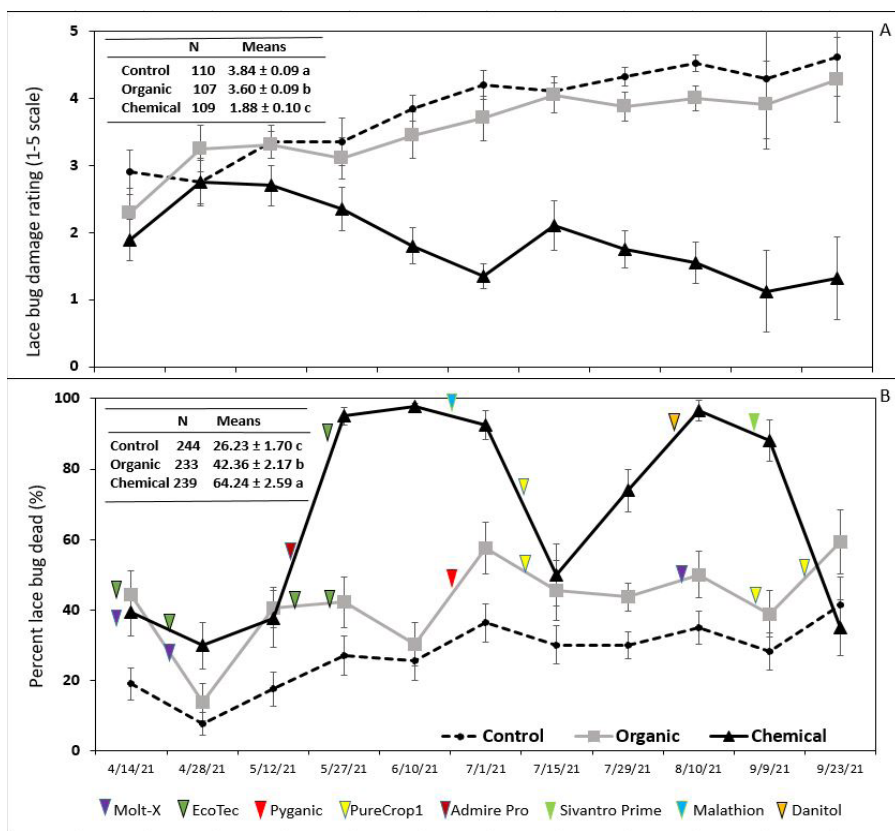 A
Lace bug damage rating (1-5 scale)
5
4
3
2
1
0
N Means
Control 110 3.84 ± 0.09 a
Organic 107 3.60 ± 0.09 b
Chemical 109 1.88 ± 0.10 c
B
Percent lace bug dead (%)
100
80
60
40
20
0
N Means
Control 244 26.23 ± 1.70 c
Organic 233 42.36 ± 2.17 b
Chemical 239 64.24 ± 2.59 a
Control Organic Chemical
4/14/21 4/28/21 5/12/21 5/27/21 6/10/21 7/1/21 7/15/21 7/29/21 8/10/21 9/9/21 9/23/21
Molt-X EcoTec Pyganic PureCrop1 Admire Pro Sivantro Prime Malathion Danitol